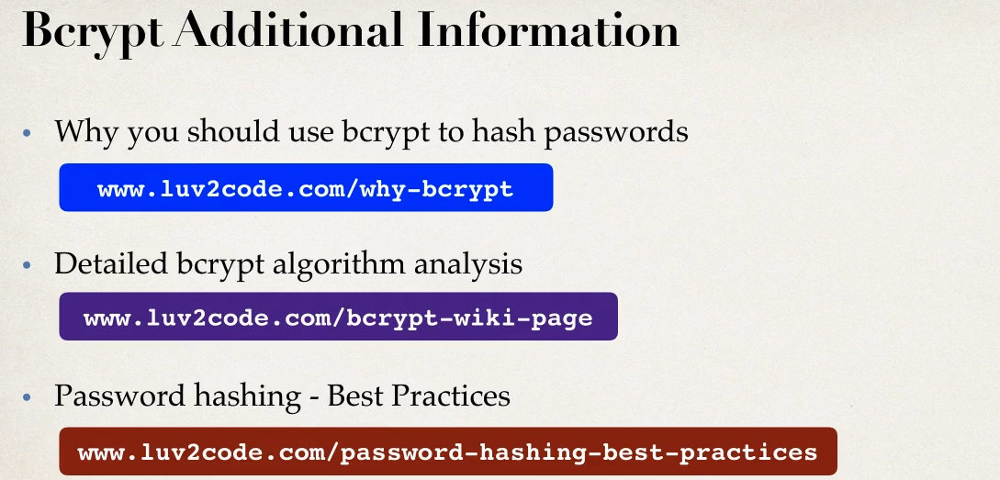 Bcrypt Additional Information
• Why you should use bcrypt to hash passwords
www.luv2code.com/why-bcrypt
• Detailed bcrypt algorithm analysis
www.luv2code.com/bcrypt-wiki-page
• Password hashing - Best Practices
www.luv2code.com/password-hashing-best-practices